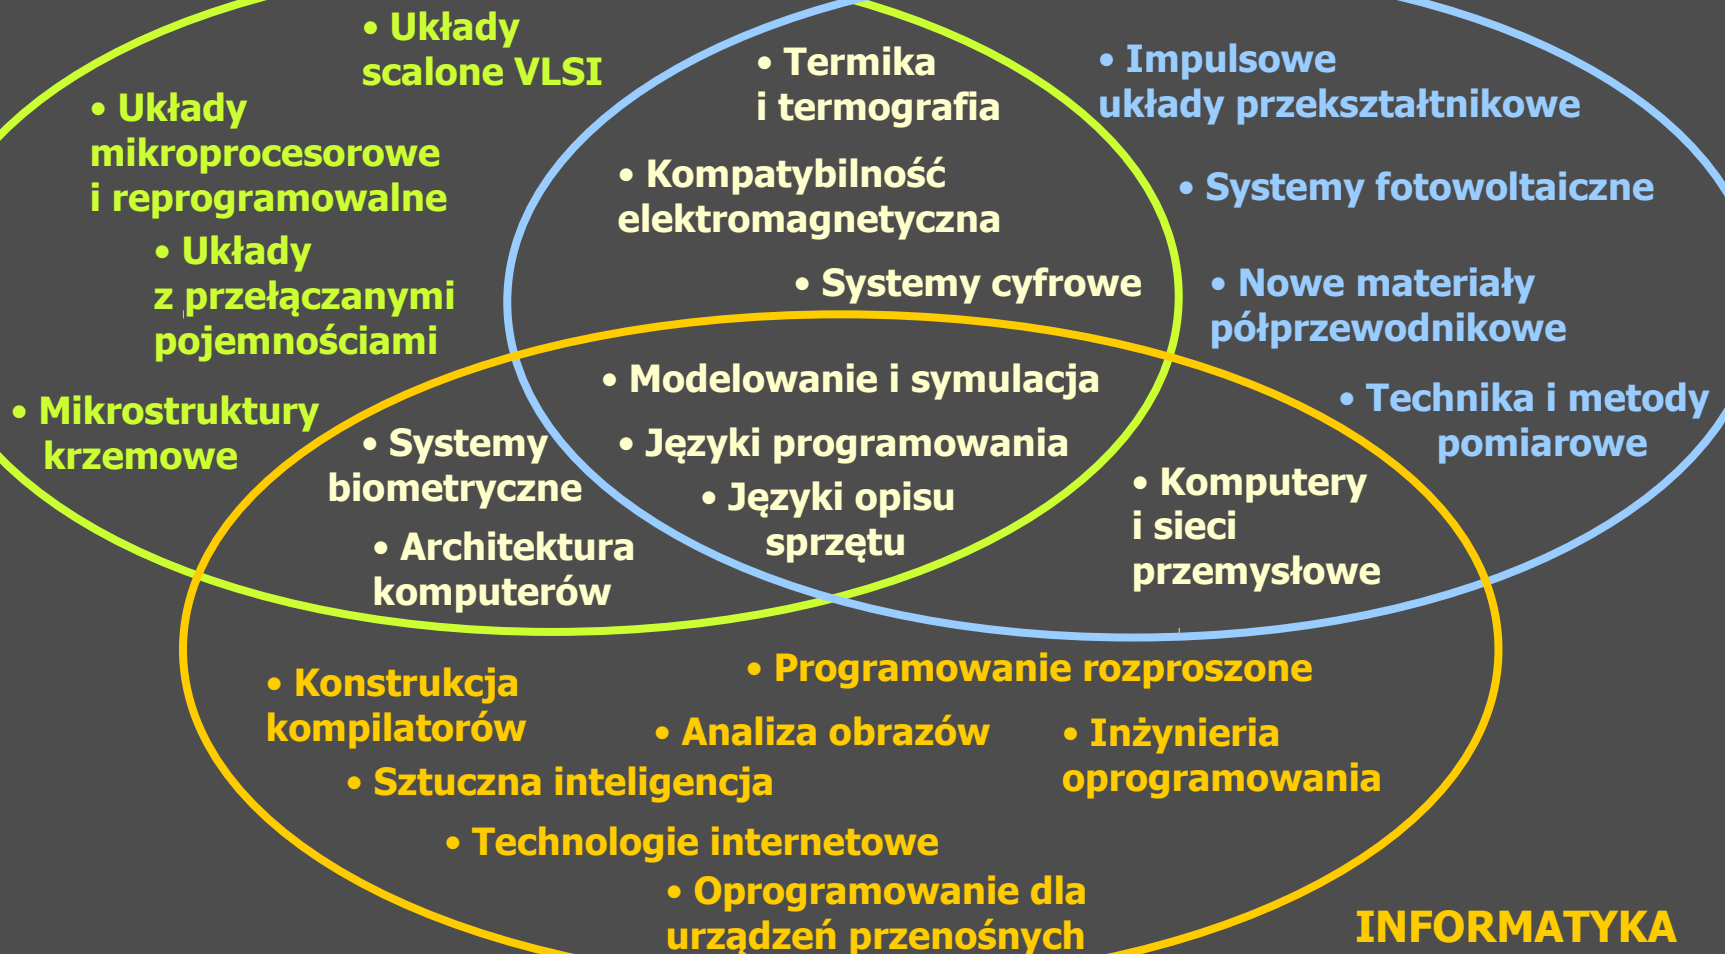 • Układy
scalone VLSI
• Układy
mikroprocesorowe
i reprogramowalne
• Układy
z przełączanymi
pojemnościami
• Mikrostruktury
krzemowe
• Termika
i termografia
• Kompatybilność
elektromagnetyczna
• Systemy cyfrowe
• Impulsowe
układy przekształtnikowe
• Systemy fotowoltaiczne
• Nowe materiały
półprzewodnikowe
• Technika i metody
pomiarowe
• Modelowanie i symulacja
• Języki programowania
• Języki opisu
sprzętu
• Systemy
biometryczne
• Architektura
komputerów
• Komputery
i sieci
przemysłowe
• Konstrukcja
kompilatorów
• Programowanie rozproszone
• Analiza obrazów
• Inżynieria
oprogramowania
• Sztuczna inteligencja
• Technologie internetowe
• Oprogramowanie dla
urządzeń przenośnych
INFORMATYKA